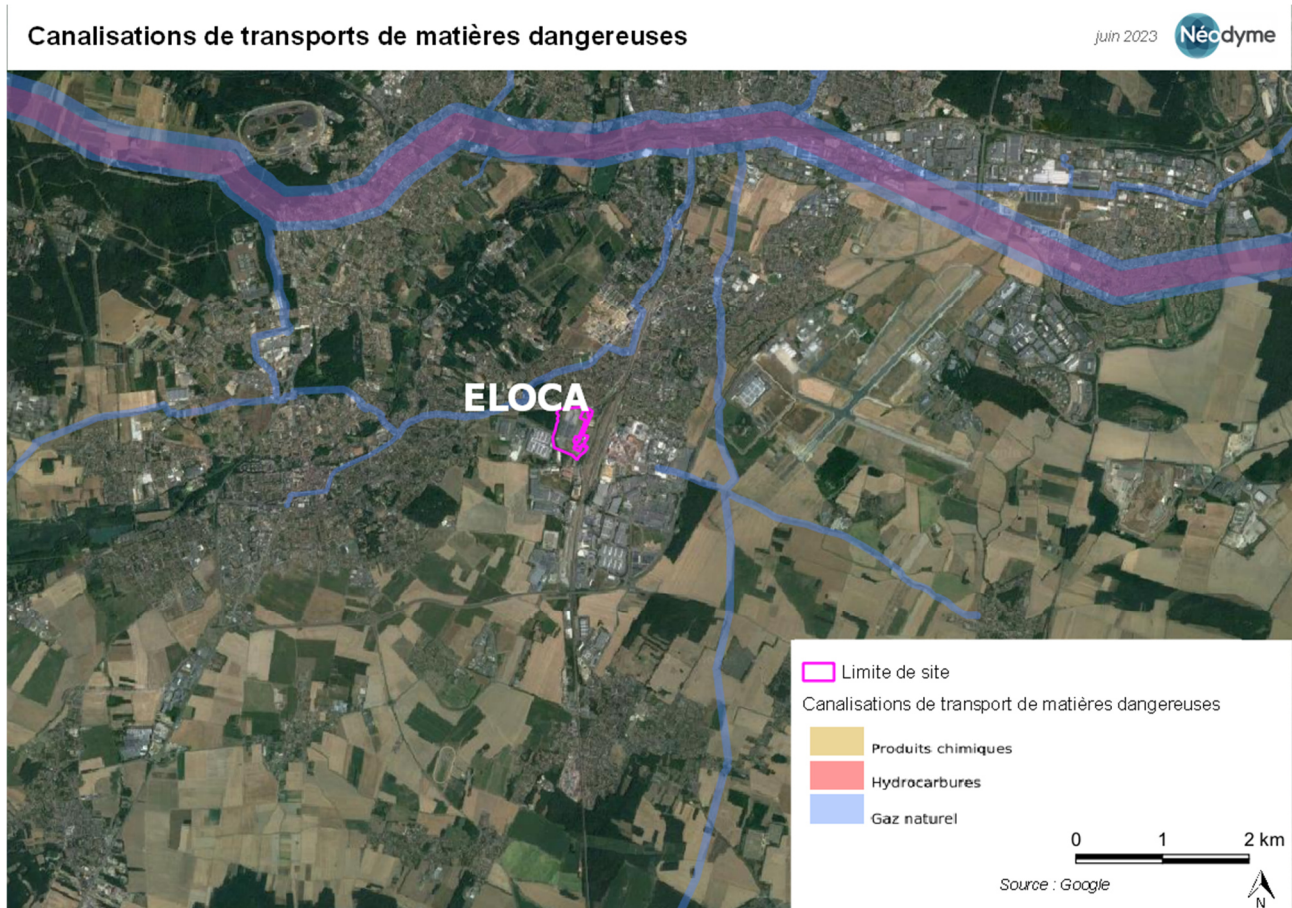 Canalisations de transports de matières dangereuses
juin 2023
Néodyme
ELOCA
Limite de site
Canalisations de transport de matières dangereuses
Produits chimiques
Hydrocarbures
Gaz naturel
0 1 2 km
Source : Google
N